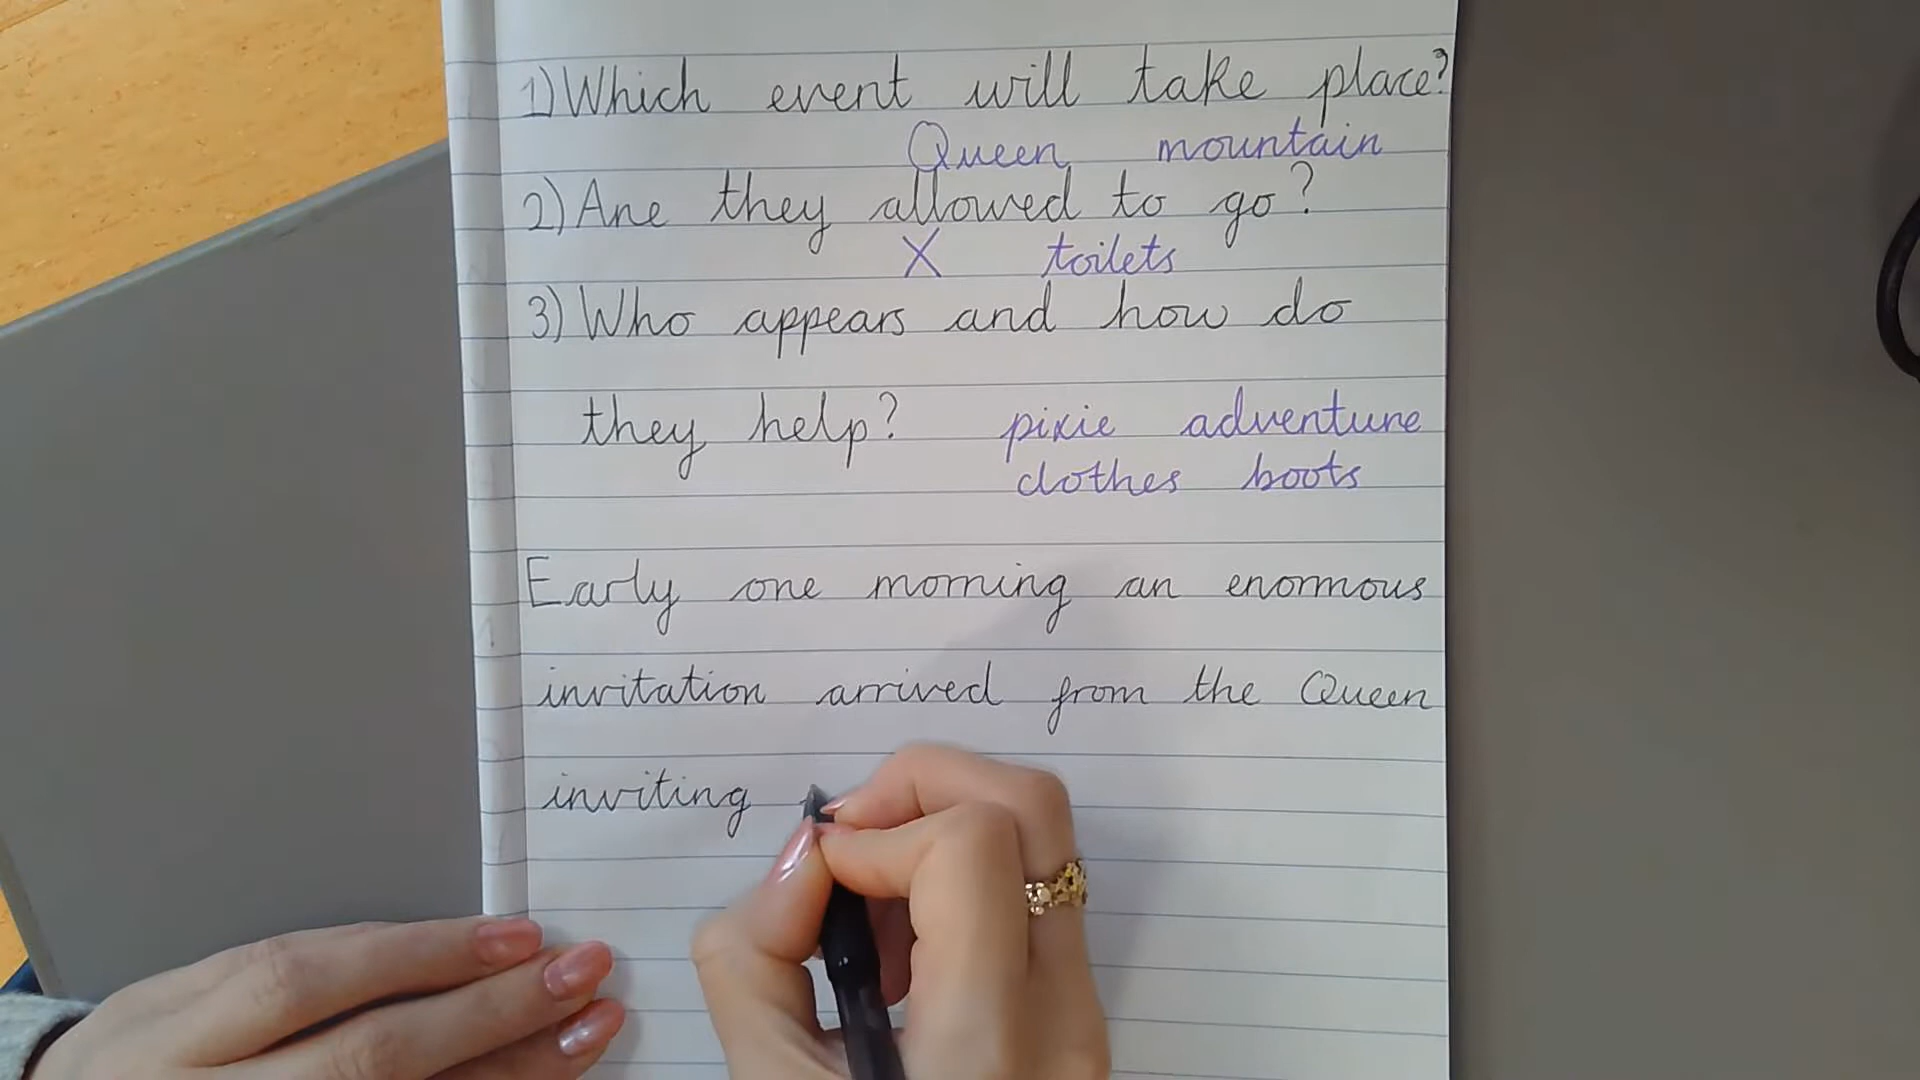 1) Which event will take place?
Queen mountain
2) Are they allowed to go?
X toilets
3) Who appears and how do
they help? pixie adventure
clothes boots
Early one morning an enormous
invitation arrived from the Queen
inviting